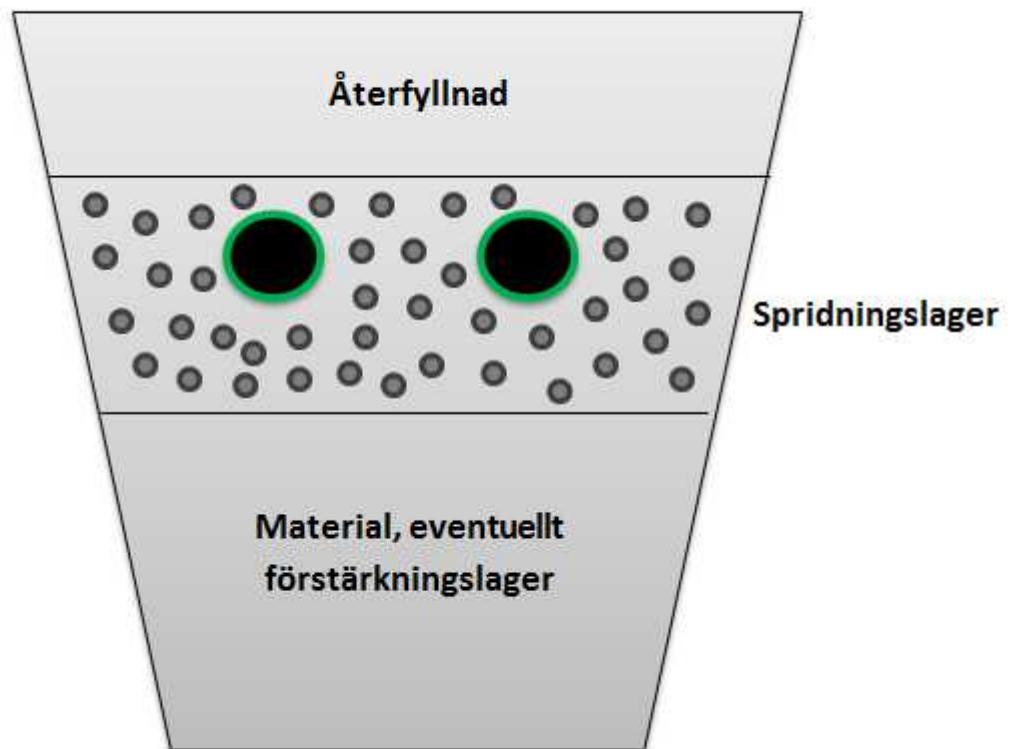 Återfyllnad
Spridningslager
Material, eventuellt
förstärkningslager